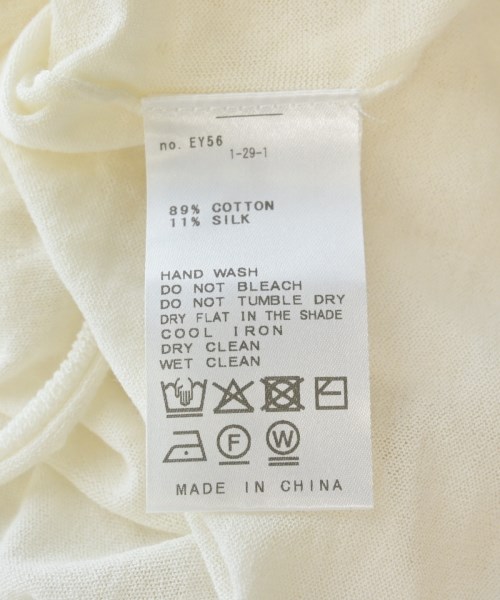 no. EY56
1-29-1
89% COTTON
11% SILK
HAND WASH
DO NOT BLEACH
DO NOT TUMBLE DRY
DRY FLAT IN THE SHADE
COOL IRON
DRY CLEAN
WET CLEAN
F W
MADE IN CHINA